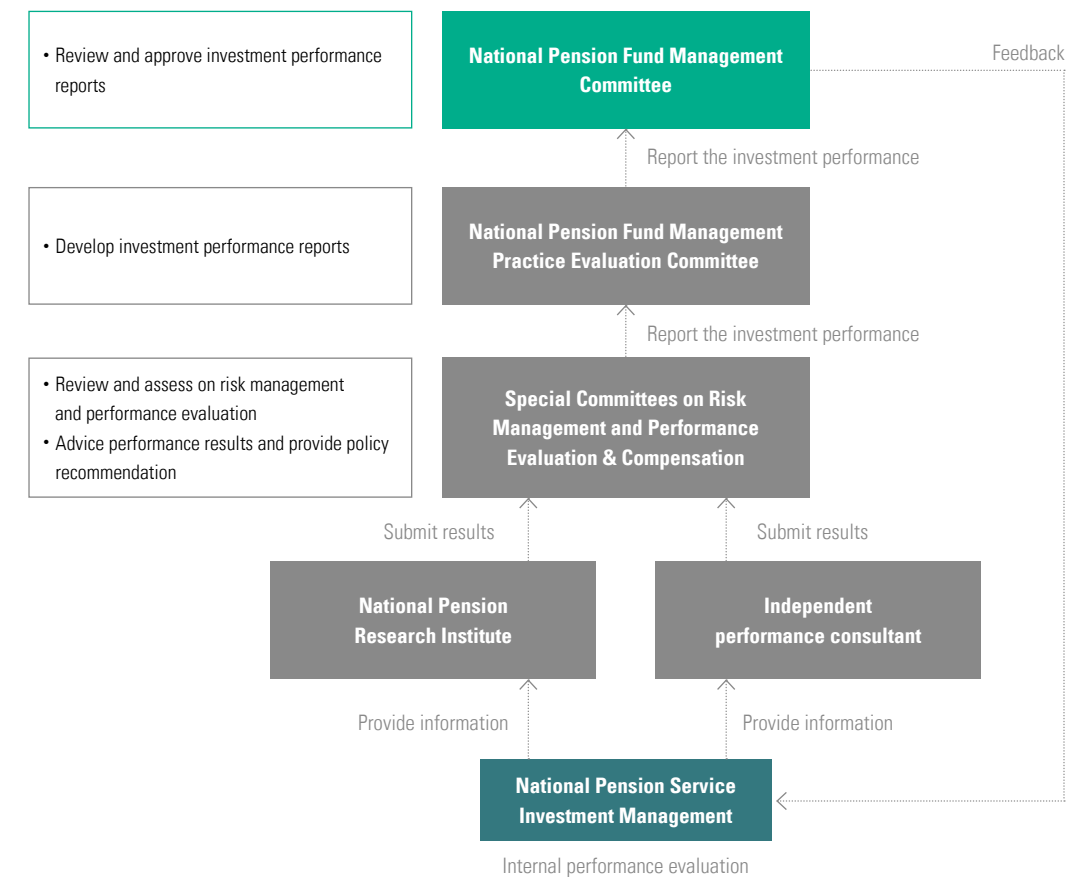 • Review and approve investment performance
reports
National Pension Fund Management
Committee
Feedback
Report the investment performance
• Develop investment performance reports
National Pension Fund Management
Practice Evaluation Committee
Report the investment performance
• Review and assess on risk management
and performance evaluation
• Advice performance results and provide policy
recommendation
Special Committees on Risk
Management and Performance
Evaluation & Compensation
Submit results
Submit results
National Pension
Research Institute
Independent
performance consultant
Provide information
Provide information
National Pension Service
Investment Management
Internal performance evaluation